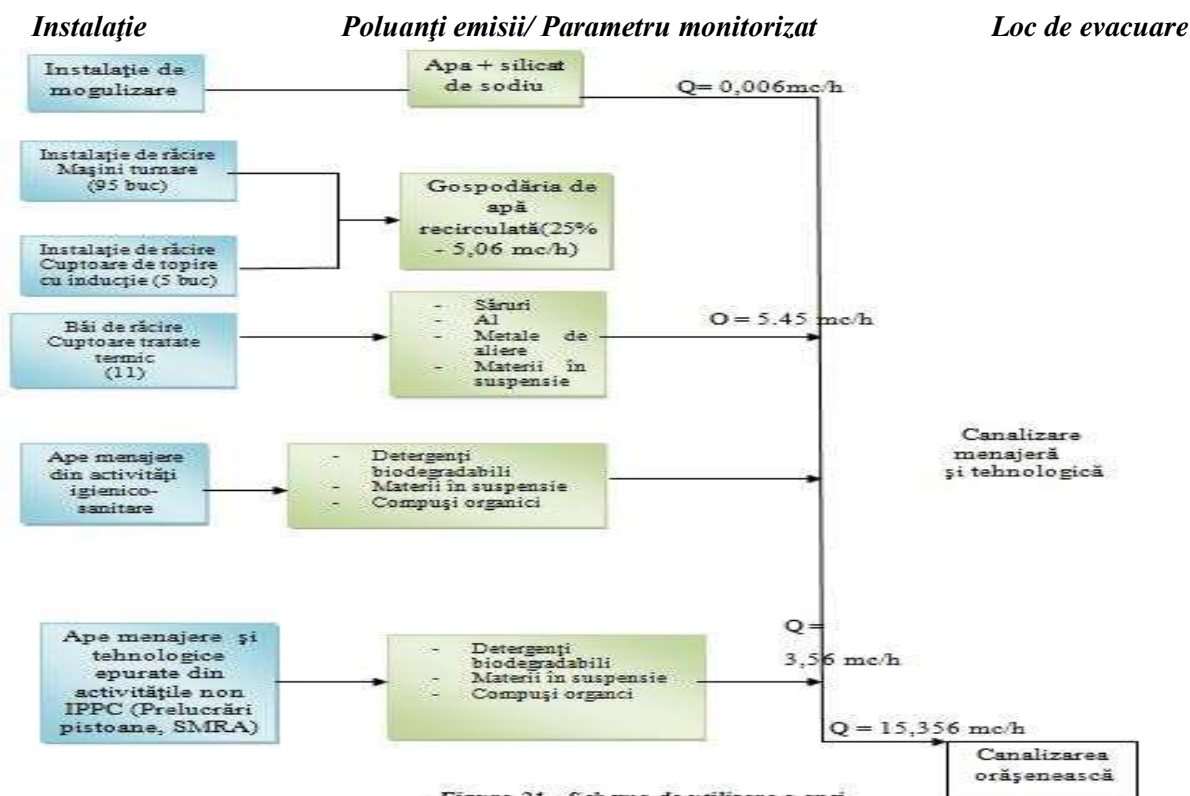 Instalaţie Poluanţi emisii/ Parametru monitorizat Loc de evacuare
Instalaţie de
mogulizare
Apa + silicat
de sodiu
Q= 0,006mc/h
Instalaţie de răcire
Maşini turnare
(95 buc)
Gospodăria de
apă
recirculată(25%
- 5,06 mc/h)
Instalaţie de răcire
Cuptoare de topire
cu inducţie (5 buc)
Băi de răcire
Cuptoare tratate
termic
(11)
- Săruri
- Al
- Metale de
aliere
- Materii în
suspensie
Q = 5.45 mc/h
Canalizare
menajeră
şi tehnologică
Ape menajere
din activităţi
igienico-
sanitare
- Detergenţi
biodegradabili
- Materii în suspensie
- Compuşi organici
Ape menajere şi
tehnologice
epurate din
activităţile non
IPPC (Prelucrări
pistoane, SMRA)
- Detergenţi
biodegradabili
- Materii în suspensie
- Compuşi organci
Q =
3,56 mc/h
Q = 15,356 mc/h
Canalizarea
orăşenească